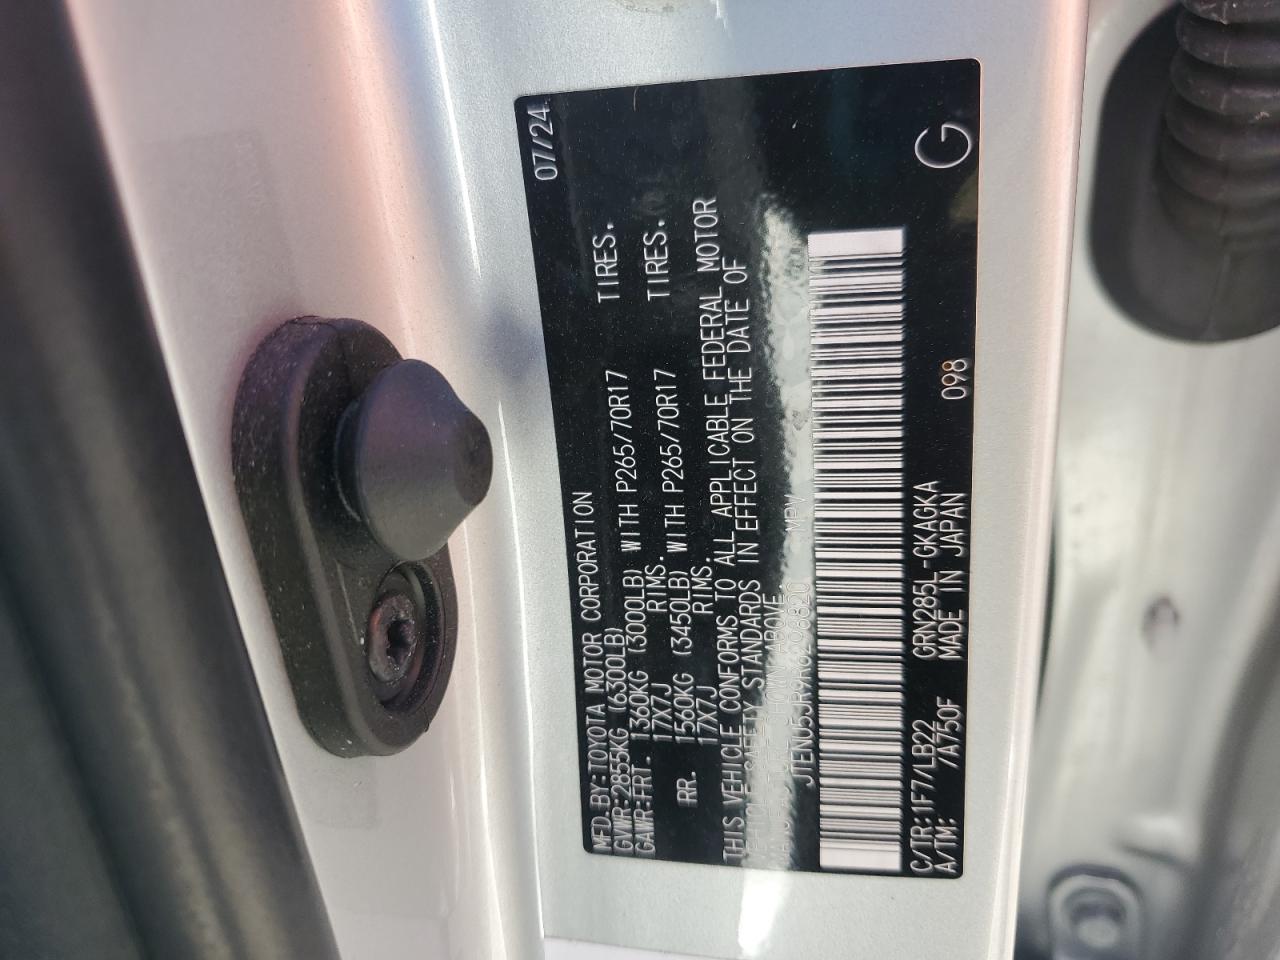 07/24
MFD.BY:TOYOTA MOTOR CORPORATION
GVWR:2855KG (6300LB)
GAWR:FRT. 1360KG (3000LB) WITH P265/70R17 TIRES.
17X7J RIMS.
RR. 1560KG (3450LB) WITH P265/70R17 TIRES.
17X7J RIMS.
THIS VEHICLE CONFORMS TO ALL APPLICABLE FEDERAL MOTOR
VEHICLE SAFETY STANDARDS IN EFFECT ON THE DATE OF
ABOVE.
MPV
C/TR:1F7/LB22 GRN285L-GKAGKA 098
A/TM: /A750F MADE IN JAPAN
G